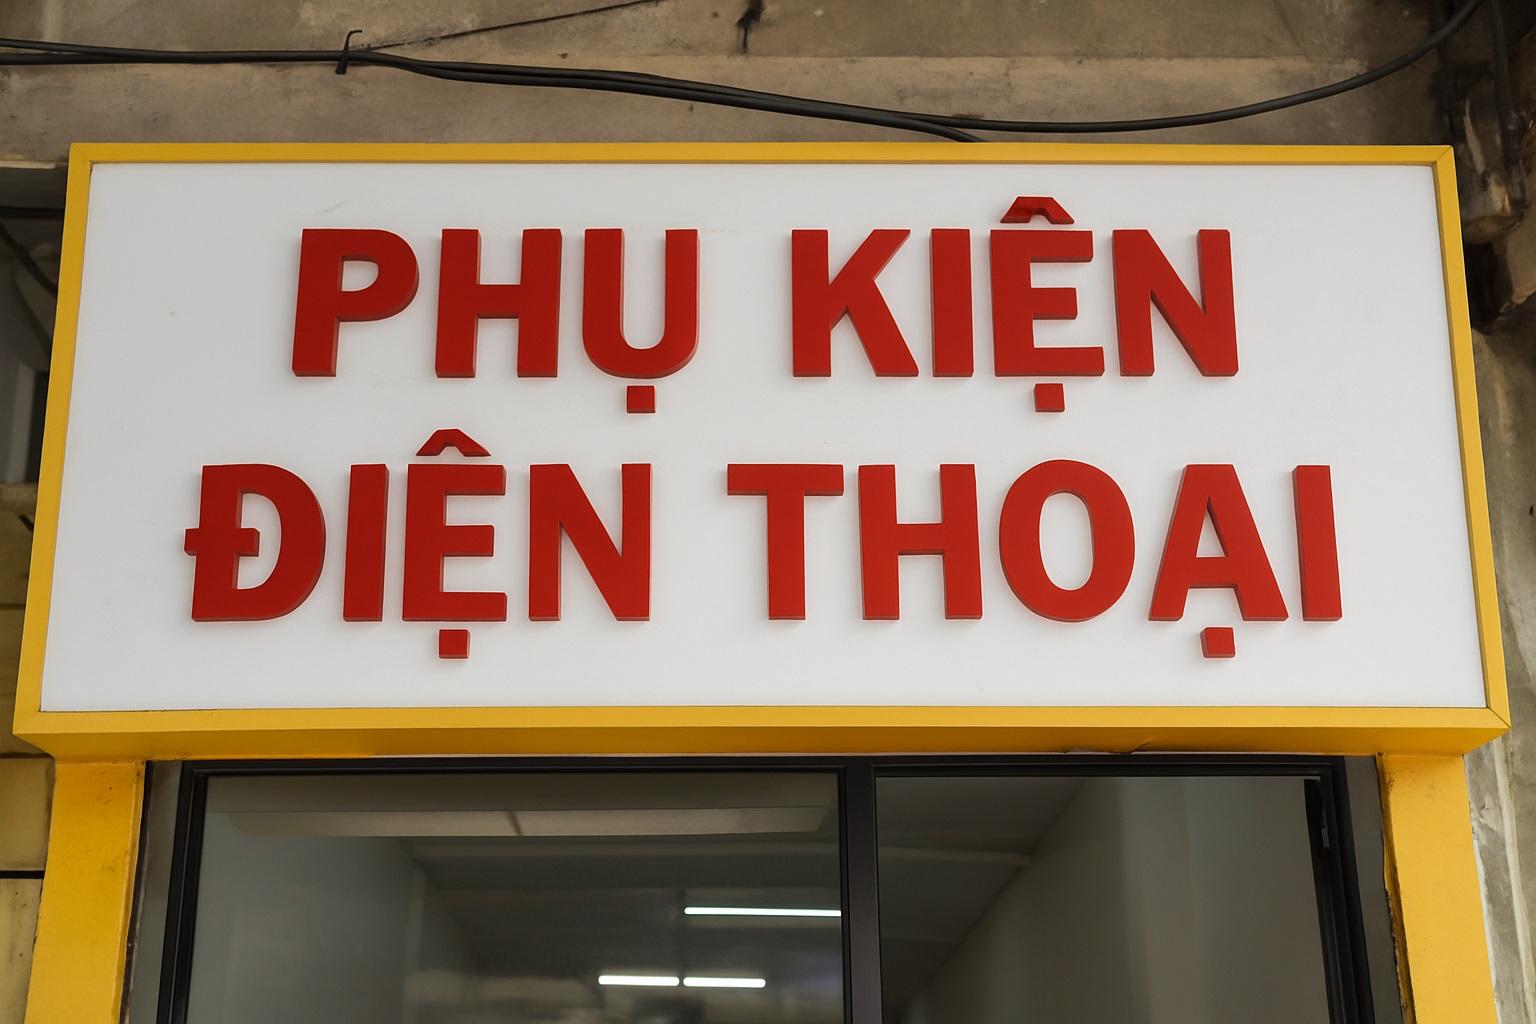 PHỤ KIỆN
ĐIỆN THOẠI